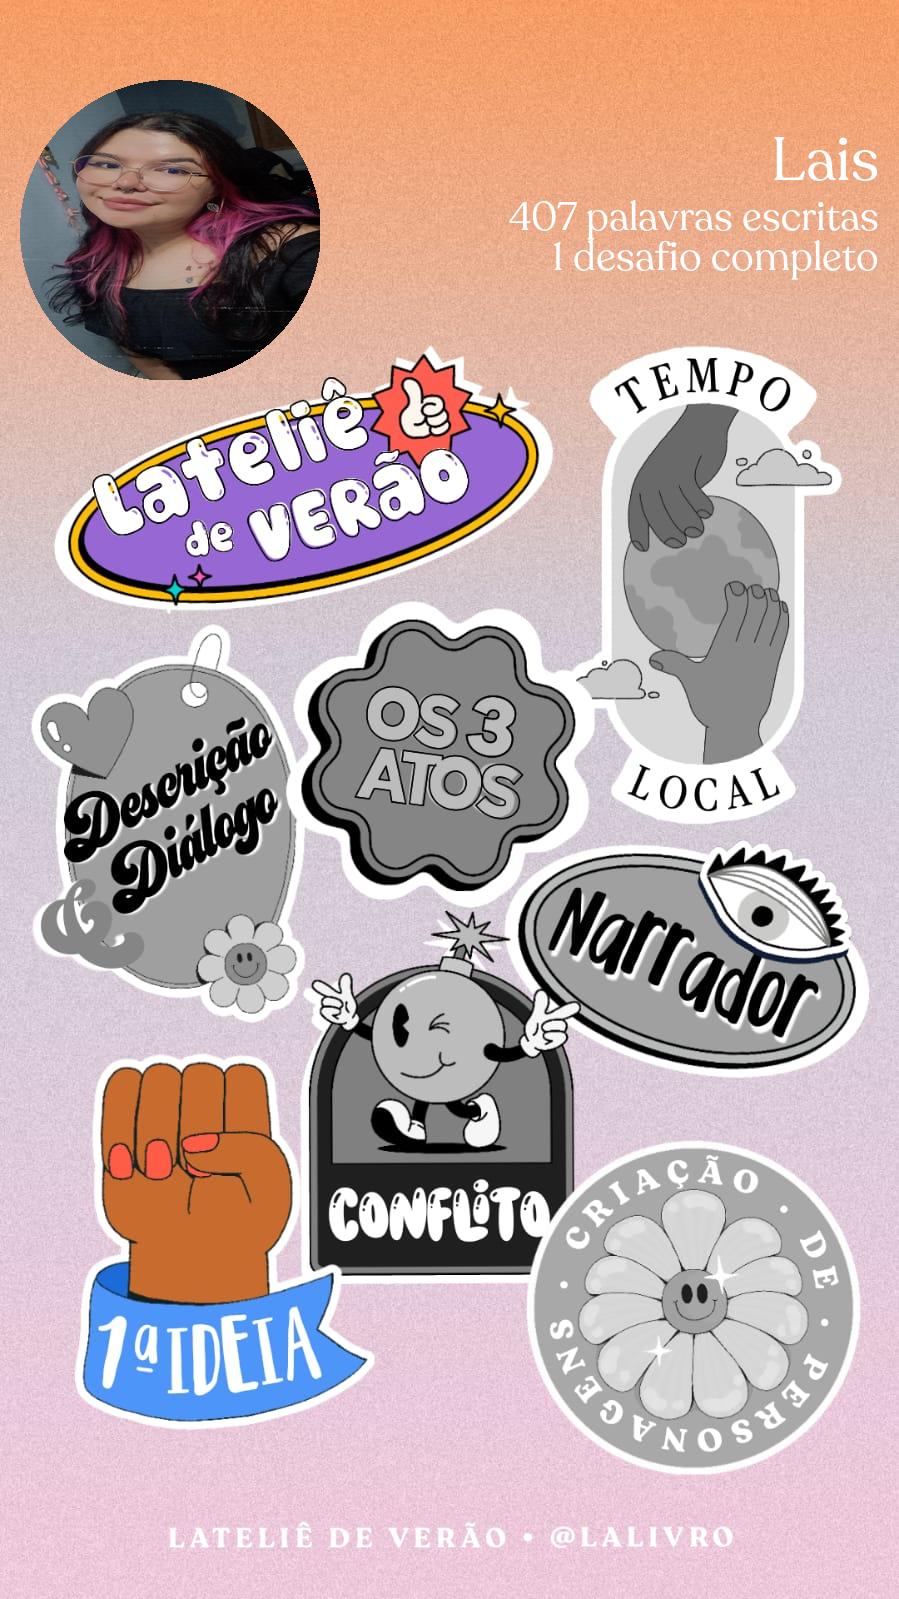 Lais
407 palavras escritas
1 desafio completo
Lateliê
de VERÃO
TEMPO
LOCAL
OS 3
ATOS
Descrição
Diálogo
&
Narrador
CONFLITO
1ª IDEIA
CRIAÇÃO · DE · PERSONAGENS ·
LATELIÊ DE VERÃO • @LALIVRO